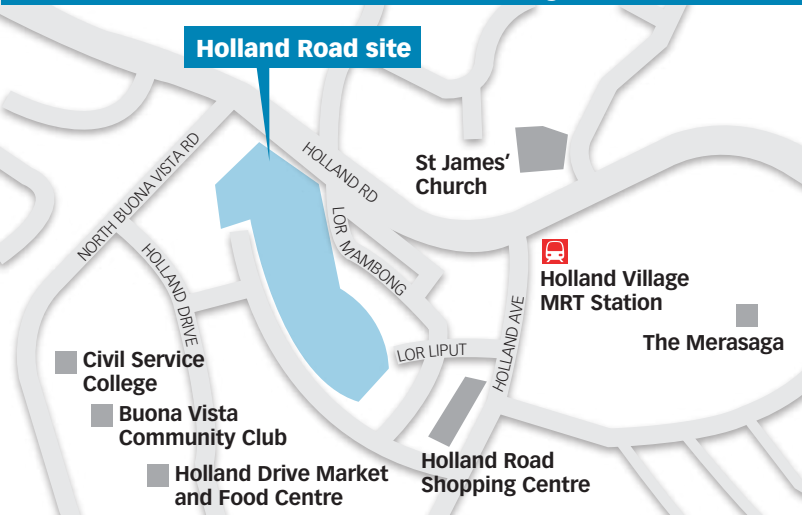 Holland Road site
HOLLAND RD
NORTH BUONA VISTA RD
St James'
Church
LOR MAMBONG
HOLLAND DRIVE
Holland Village
MRT Station
HOLLAND AVE
The Merasaga
LOR LIPUT
Civil Service
College
Buona Vista
Community Club
Holland Road
Shopping Centre
Holland Drive Market
and Food Centre